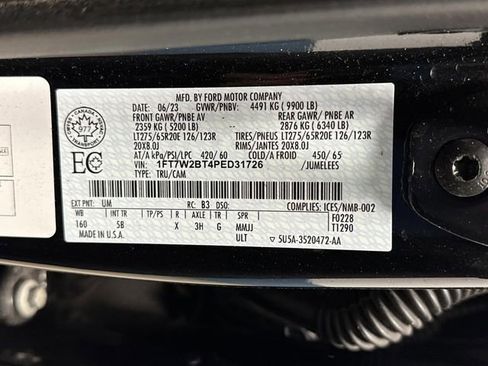 MFD. BY FORD MOTOR COMPANY
DATE: 06/23 GVWR/PNBV: 4491 KG ( 9900 LB)
FRONT GAWR/PNBE AV REAR GAWR/ PNBE AR
2359 KG ( 5200 LB) -- 2876 KG ( 6340 LB)
LT275/65R20E 126/123R TIRES/PNEUS LT275/65R20E 126/123R
20X8.0J RIMS/JANTES 20X8.0J
AT/A kPa/PSI/LPC 420/60 COLD/A FROID 450/65
VIN: 1FT7W2BT4PED31726 /JUMELEES
TYPE: TRU/CAM
CANADA
977
EC
EXT PNT: UM RC: B3 DSO: COMPLIES: ICES/NMB-002
WB INT TR TP/PS R AXLE TR SPR F0228
160 5B X 3H G MMJJ T1290
MADE IN U.S.A. ULT 5U5A-3520472-AA